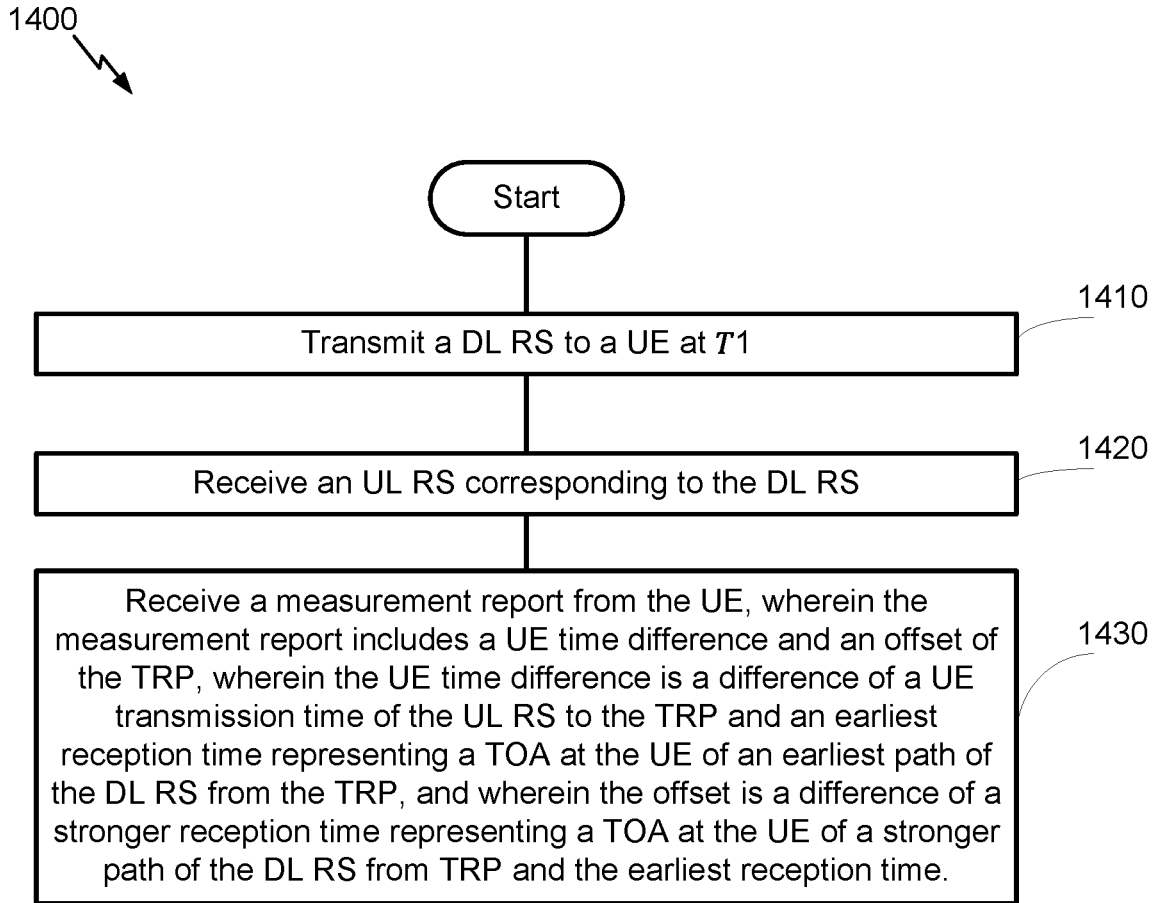 1400
Start
1410
Transmit a DL RS to a UE at T1
1420
Receive an UL RS corresponding to the DL RS
1430
Receive a measurement report from the UE, wherein the
measurement report includes a UE time difference and an offset of
the TRP, wherein the UE time difference is a difference of a UE
transmission time of the UL RS to the TRP and an earliest
reception time representing a TOA at the UE of an earliest path of
the DL RS from the TRP, and wherein the offset is a difference of a
stronger reception time representing a TOA at the UE of a stronger
path of the DL RS from TRP and the earliest reception time.